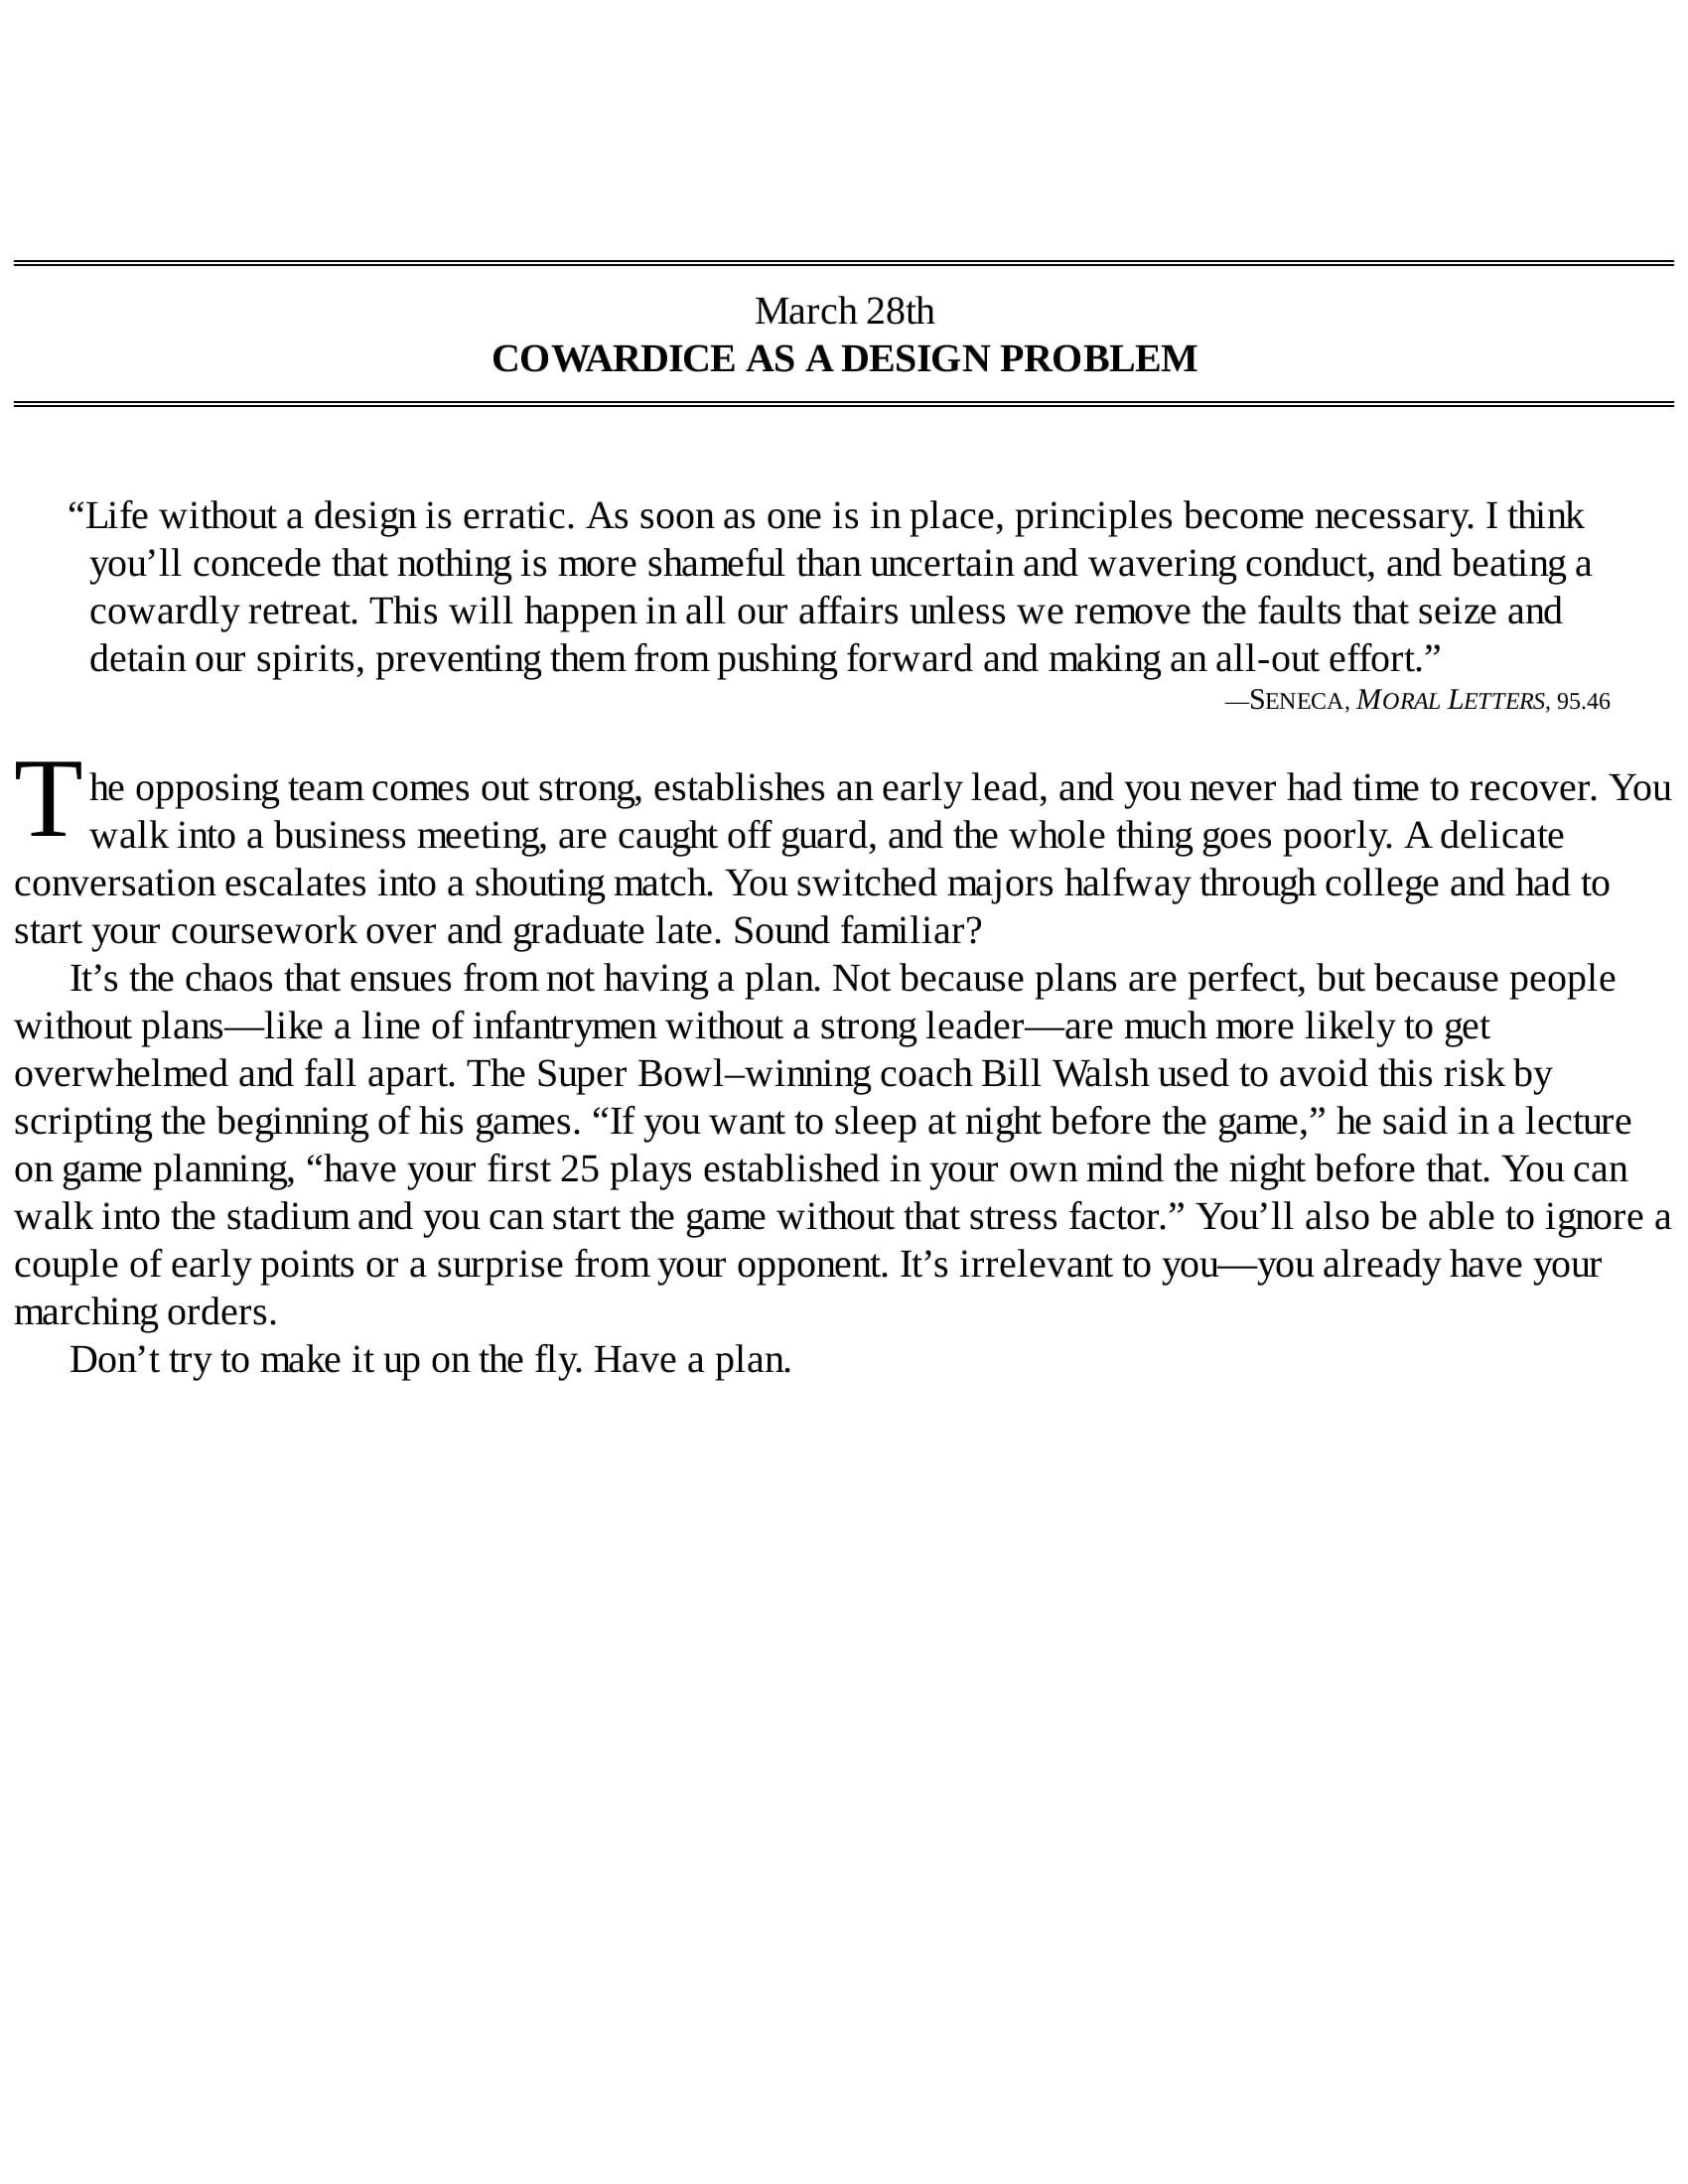 March 28th
COWARDICE AS A DESIGN PROBLEM
“Life without a design is erratic. As soon as one is in place, principles become necessary. I think
you’ll concede that nothing is more shameful than uncertain and wavering conduct, and beating a
cowardly retreat. This will happen in all our affairs unless we remove the faults that seize and
detain our spirits, preventing them from pushing forward and making an all-out effort.”
—SENECA, MORAL LETTERS, 95.46
The opposing team comes out strong, establishes an early lead, and you never had time to recover. You
walk into a business meeting, are caught off guard, and the whole thing goes poorly. A delicate
conversation escalates into a shouting match. You switched majors halfway through college and had to
start your coursework over and graduate late. Sound familiar?
It’s the chaos that ensues from not having a plan. Not because plans are perfect, but because people
without plans—like a line of infantrymen without a strong leader—are much more likely to get
overwhelmed and fall apart. The Super Bowl–winning coach Bill Walsh used to avoid this risk by
scripting the beginning of his games. “If you want to sleep at night before the game,” he said in a lecture
on game planning, “have your first 25 plays established in your own mind the night before that. You can
walk into the stadium and you can start the game without that stress factor.” You’ll also be able to ignore a
couple of early points or a surprise from your opponent. It’s irrelevant to you—you already have your
marching orders.
Don’t try to make it up on the fly. Have a plan.